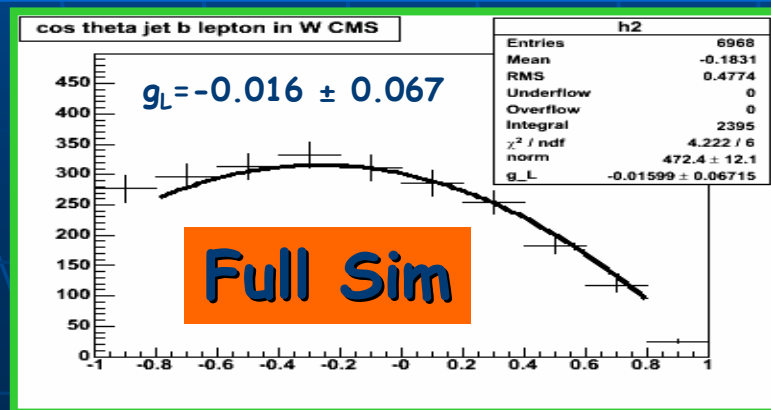 cos theta jet b lepton in W CMS
h2
Entries 6968
Mean -0.1831
RMS 0.4774
Underflow 0
Overflow 0
Integral 2395
χ² / ndf 4.222 / 6
norm 472.4 ± 12.1
g_L -0.01599 ± 0.06715
gL=-0.016 ± 0.067
Full Sim
450
400
350
300
250
200
150
100
50
0
-1 -0.8 -0.6 -0.4 -0.2 -0 0.2 0.4 0.6 0.8 1